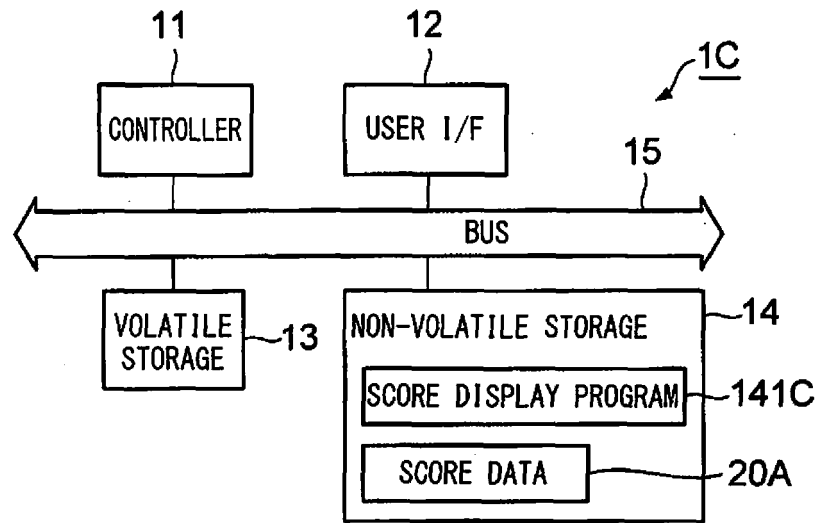 11
12
1C
CONTROLLER
USER I/F
15
BUS
VOLATILE
STORAGE
13
NON-VOLATILE STORAGE
14
SCORE DISPLAY PROGRAM
141C
SCORE DATA
20A